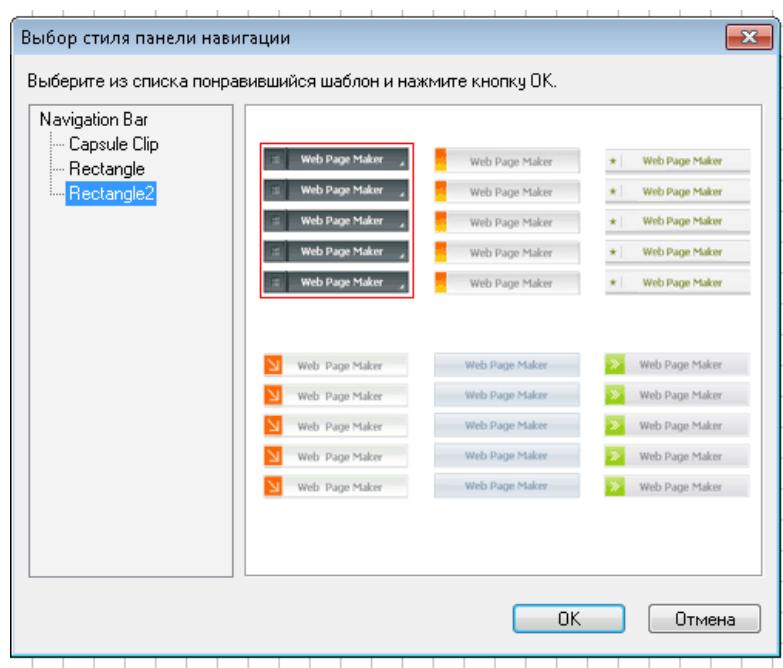 Выбор стиля панели навигации
Выберите из списка понравившийся шаблон и нажмите кнопку OK.
Navigation Bar
Capsule Clip
Rectangle
Rectangle2
Web Page Maker Web Page Maker Web Page Maker
Web Page Maker Web Page Maker Web Page Maker
Web Page Maker Web Page Maker Web Page Maker
Web Page Maker Web Page Maker Web Page Maker
Web Page Maker Web Page Maker Web Page Maker
Web Page Maker Web Page Maker Web Page Maker
Web Page Maker Web Page Maker Web Page Maker
Web Page Maker Web Page Maker Web Page Maker
Web Page Maker Web Page Maker Web Page Maker
Web Page Maker Web Page Maker Web Page Maker
OK Отмена